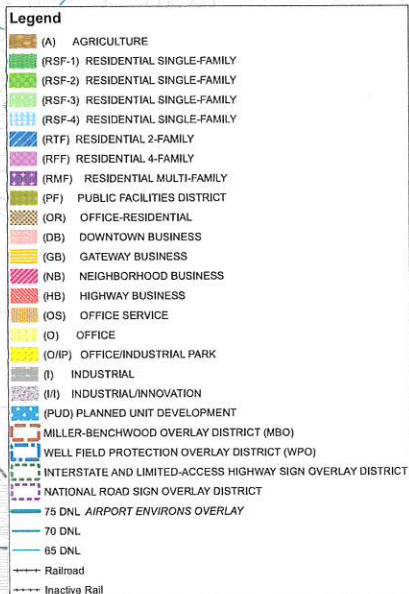 Legend
(A) AGRICULTURE
(RSF-1) RESIDENTIAL SINGLE-FAMILY
(RSF-2) RESIDENTIAL SINGLE-FAMILY
(RSF-3) RESIDENTIAL SINGLE-FAMILY
(RSF-4) RESIDENTIAL SINGLE-FAMILY
(RTF) RESIDENTIAL 2-FAMILY
(RFF) RESIDENTIAL 4-FAMILY
(RMF) RESIDENTIAL MULTI-FAMILY
(PF) PUBLIC FACILITIES DISTRICT
(OR) OFFICE-RESIDENTIAL
(DB) DOWNTOWN BUSINESS
(GB) GATEWAY BUSINESS
(NB) NEIGHBORHOOD BUSINESS
(HB) HIGHWAY BUSINESS
(OS) OFFICE SERVICE
(O) OFFICE
(O/IP) OFFICE/INDUSTRIAL PARK
(I) INDUSTRIAL
(I/I) INDUSTRIAL/INNOVATION
(PUD) PLANNED UNIT DEVELOPMENT
MILLER-BENCHWOOD OVERLAY DISTRICT (MBO)
WELL FIELD PROTECTION OVERLAY DISTRICT (WPO)
INTERSTATE AND LIMITED-ACCESS HIGHWAY SIGN OVERLAY DISTRICT
NATIONAL ROAD SIGN OVERLAY DISTRICT
75 DNL AIRPORT ENVIRONS OVERLAY
70 DNL
65 DNL
Railroad
Inactive Rail